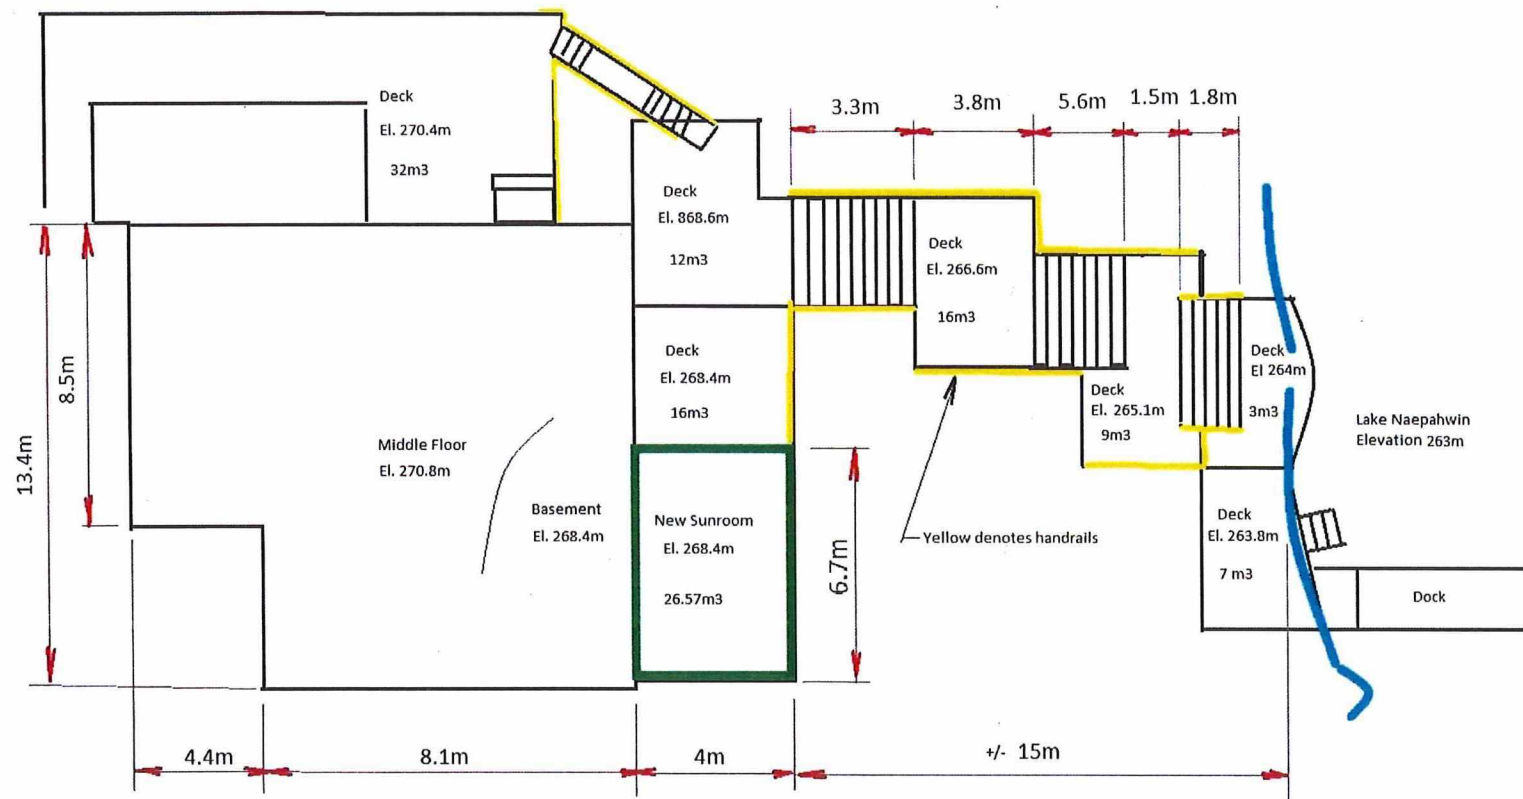 Deck
El. 270.4m
32m3
3.3m
3.8m
5.6m
1.5m
1.8m
Deck
El. 868.6m
12m3
Deck
El. 266.6m
16m3
Deck
El. 268.4m
16m3
Deck
El. 265.1m
9m3
Deck
El 264m
3m3
Lake Naepahwin
Elevation 263m
8.5m
13.4m
Middle Floor
El. 270.8m
Basement
El. 268.4m
New Sunroom
El. 268.4m
26.57m3
6.7m
Yellow denotes handrails
Deck
El. 263.8m
7 m3
Dock
4.4m
8.1m
4m
+/- 15m